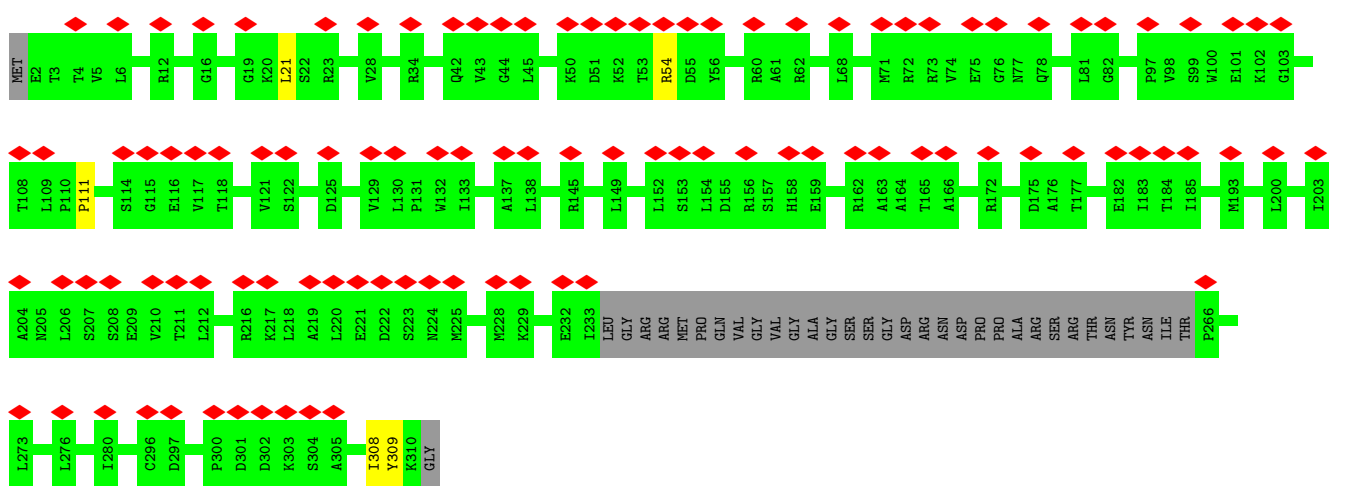 MET E2 T3 T4 V5 L6 R12 G16 G19 K20 L21 S22 R23 V28 R34 Q42 V43 G44 L45 K50 D51 K52 T53 R54 D55 Y56 R60 A61 R62 L68 M71 R72 R73 V74 E75 G76 N77 Q78 L81 G82 P97 V98 S99 W100 E101 K102 G103
T108 L109 P110 P111 S114 G115 E116 V117 T118 V121 S122 D125 V129 L130 P131 W132 I133 A137 L138 R145 L149 L152 S153 L154 D155 R156 S157 H158 E159 R162 A163 A164 T165 A166 R172 D175 A176 T177 E182 I183 T184 I185 M193 L200 I203
A204 N205 L206 S207 S208 E209 V210 T211 L212 R216 K217 L218 A219 L220 E221 D222 S223 N224 M225 M228 K229 E232 I233 LEU GLY ARG ARG MET PRO GLN VAL GLY VAL GLY ALA GLY SER SER GLY ASP ARG ASN ASP PRO PRO ALA ARG SER ARG THR ASN TYR ASN ILE THR P266
L273 L276 I280 C296 D297 P300 D301 D302 K303 S304 A305 I308 Y309 K310 GLY